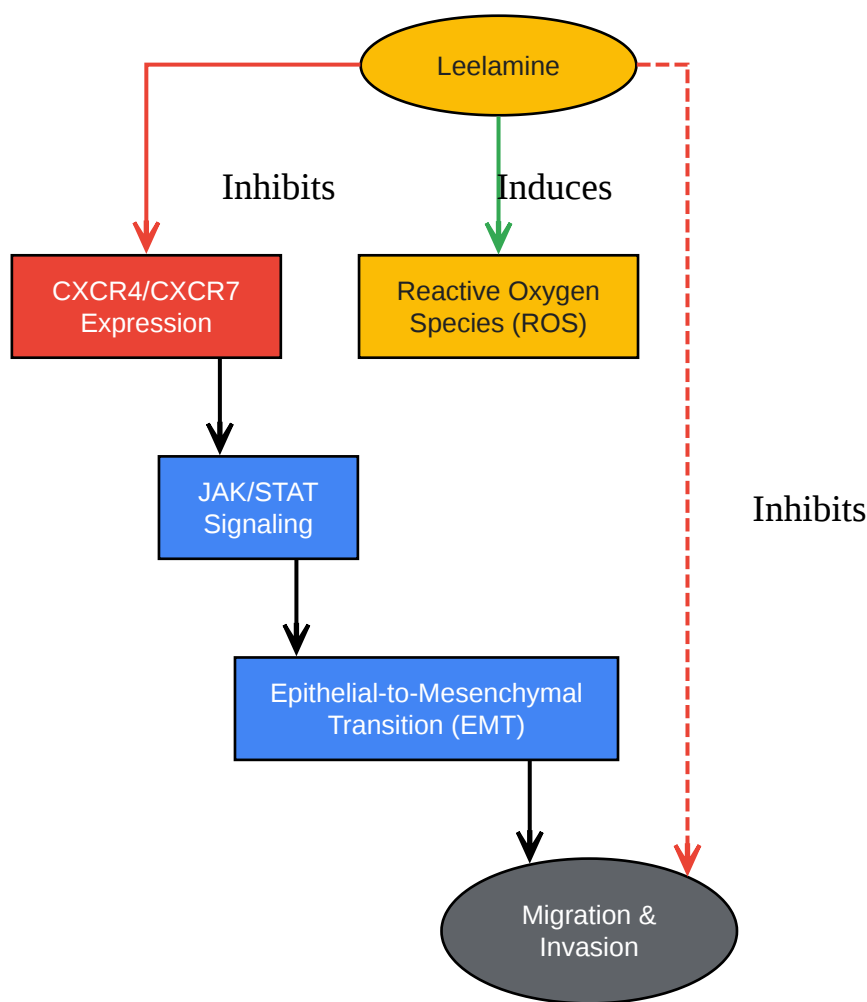 Leelamine
Inhibits
Induces
CXCR4/CXCR7
Expression
Reactive Oxygen
Species (ROS)
JAK/STAT
Signaling
Inhibits
Epithelial-to-Mesenchymal
Transition (EMT)
Migration &
Invasion